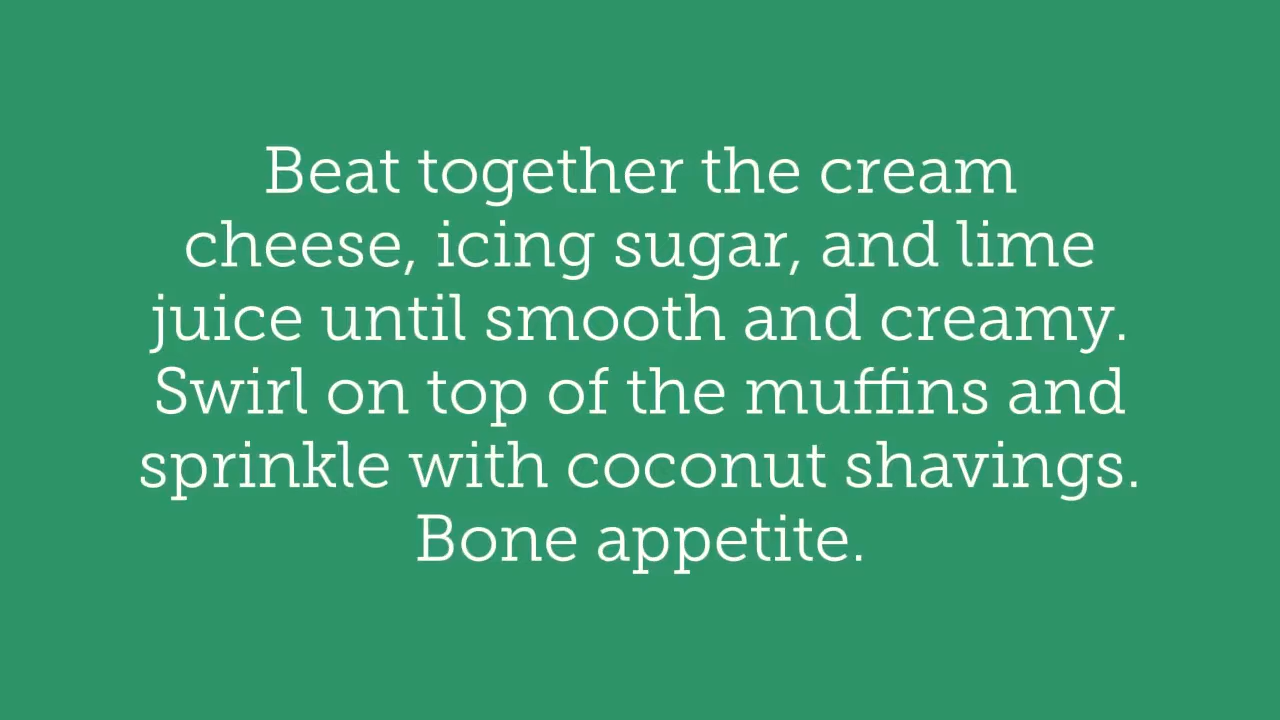 Beat together the cream
cheese, icing sugar, and lime
juice until smooth and creamy.
Swirl on top of the muffins and
sprinkle with coconut shavings.
Bone appetite.